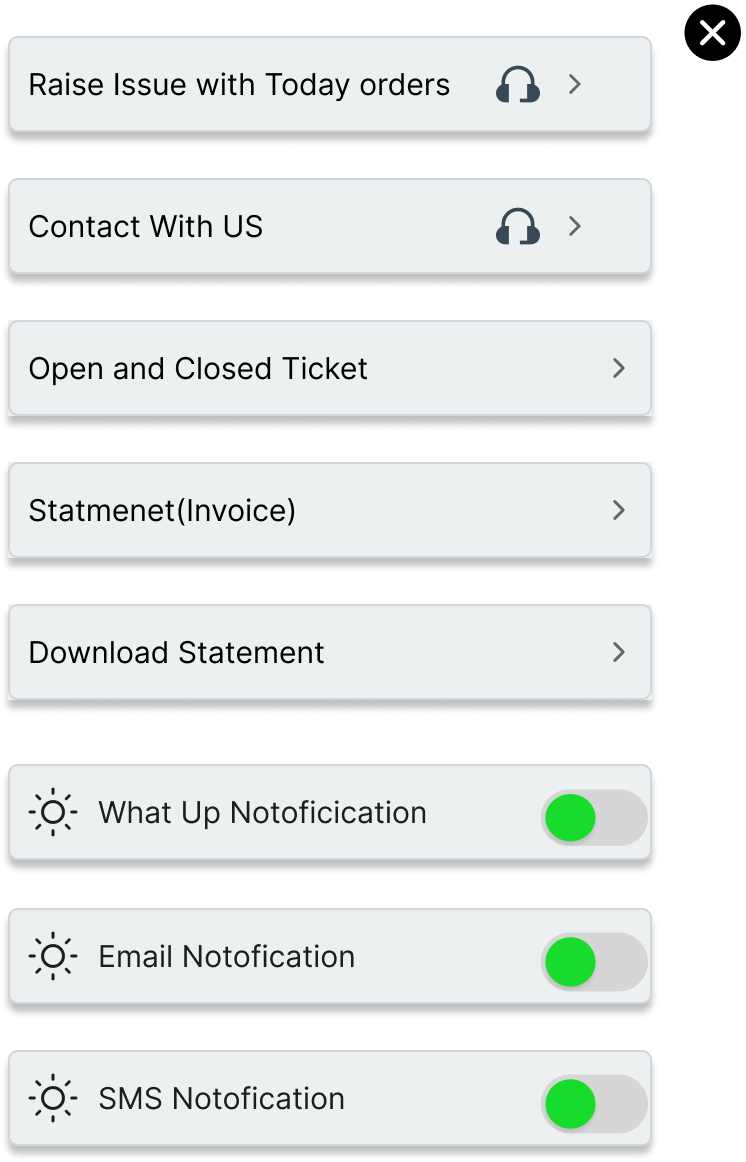 Raise Issue with Today orders
Contact With US
Open and Closed Ticket
Statmenet(Invoice)
Download Statement
What Up Notoficication
Email Notofication
SMS Notofication